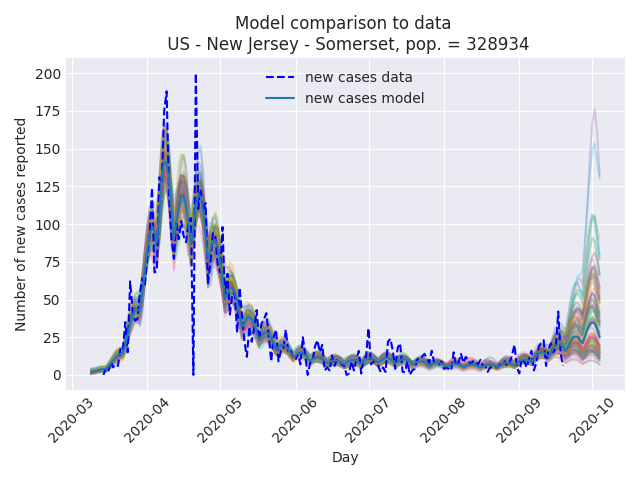 Model comparison to data
US - New Jersey - Somerset, pop. = 328934
new cases data
new cases model
Number of new cases reported
200
175
150
125
100
75
50
25
0
2020-03
2020-04
2020-05
2020-06
2020-07
2020-08
2020-09
2020-10
Day